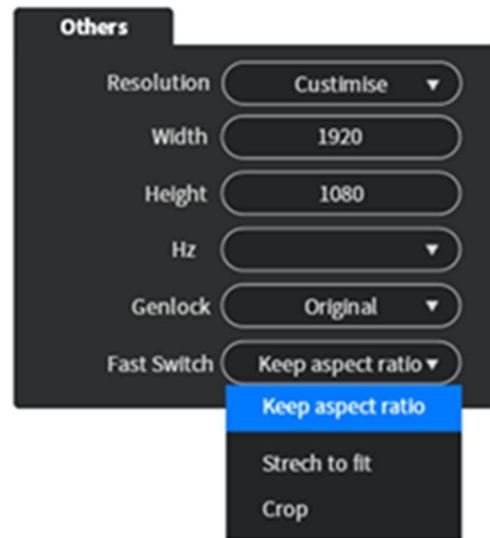 Others
Resolution Custimise
Width 1920
Height 1080
Hz
Genlock Original
Fast Switch Keep aspect ratio
Keep aspect ratio
Strech to fit
Crop